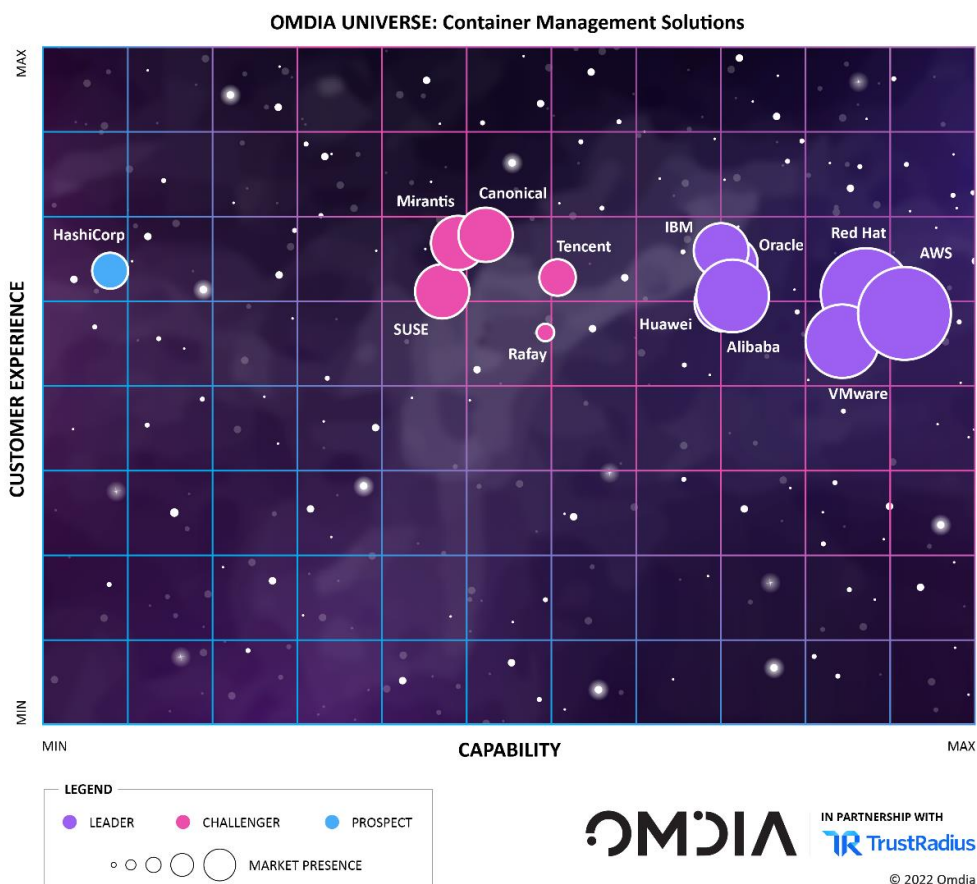 OMDIA UNIVERSE: Container Management Solutions
MAX
CUSTOMER EXPERIENCE
MIN
HashiCorp
Mirantis
Canonical
SUSE
Tencent
Rafay
IBM
Oracle
Huawei
Alibaba
Red Hat
AWS
VMware
MIN
CAPABILITY
MAX
LEGEND
LEADER
CHALLENGER
PROSPECT
MARKET PRESENCE
OMDIA
IN PARTNERSHIP WITH
TrustRadius
© 2022 Omdia